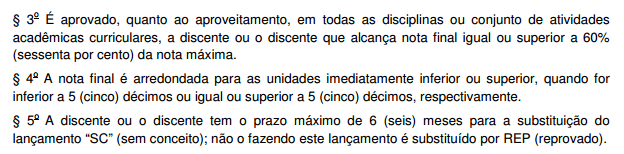 § 3º É aprovado, quanto ao aproveitamento, em todas as disciplinas ou conjunto de atividades
acadêmicas curriculares, a discente ou o discente que alcança nota final igual ou superior a 60%
(sessenta por cento) da nota máxima.
§ 4º A nota final é arredondada para as unidades imediatamente inferior ou superior, quando for
inferior a 5 (cinco) décimos ou igual ou superior a 5 (cinco) décimos, respectivamente.
§ 5º A discente ou o discente tem o prazo máximo de 6 (seis) meses para a substituição do
lançamento “SC” (sem conceito); não o fazendo este lançamento é substituído por REP (reprovado).